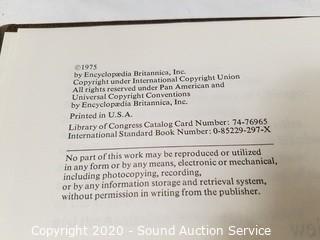 ©1975
by Encyclopædia Britannica, Inc.
Copyright under International Copyright Union
All rights reserved under Pan American and
Universal Copyright Conventions
by Encyclopædia Britannica, Inc.
Printed in U.S.A.
Library of Congress Catalog Card Number: 74-76965
International Standard Book Number: 0-85229-297-X
No part of this work may be reproduced or utilized
in any form or by any means, electronic or mechanical,
including photocopying, recording,
or by any information storage and retrieval system,
without permission in writing from the publisher.
Copyright 2020 - Sound Auction Service